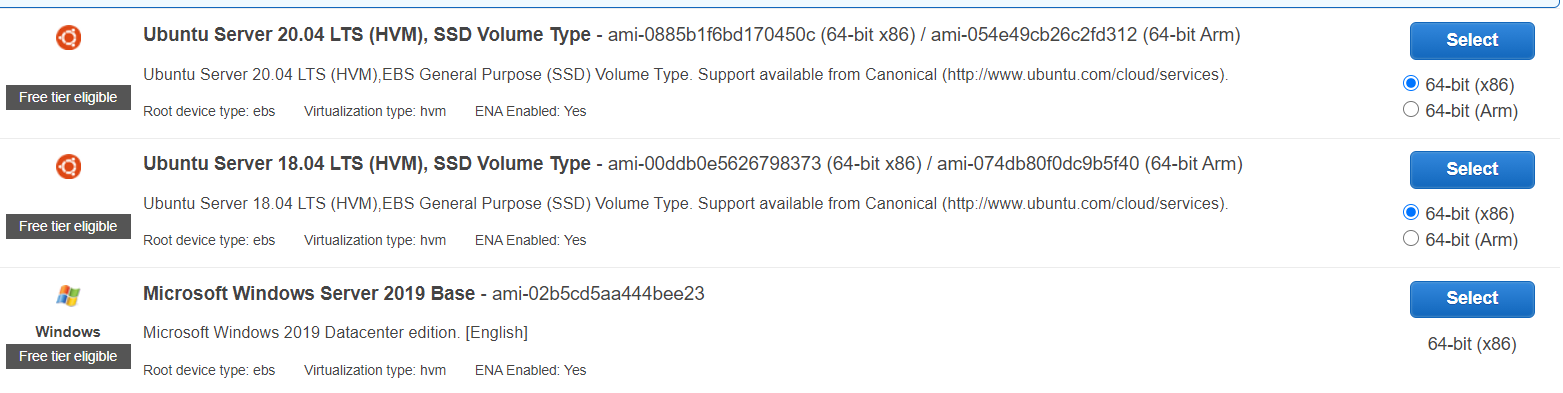 Ubuntu Server 20.04 LTS (HVM), SSD Volume Type - ami-0885b1f6bd170450c (64-bit x86) / ami-054e49cb26c2fd312 (64-bit Arm)
Select
Ubuntu Server 20.04 LTS (HVM),EBS General Purpose (SSD) Volume Type. Support available from Canonical (http://www.ubuntu.com/cloud/services).
64-bit (x86)
Free tier eligible
Root device type: ebs Virtualization type: hvm ENA Enabled: Yes
64-bit (Arm)
Ubuntu Server 18.04 LTS (HVM), SSD Volume Type - ami-00ddb0e5626798373 (64-bit x86) / ami-074db80f0dc9b5f40 (64-bit Arm)
Select
Ubuntu Server 18.04 LTS (HVM),EBS General Purpose (SSD) Volume Type. Support available from Canonical (http://www.ubuntu.com/cloud/services).
64-bit (x86)
Free tier eligible
Root device type: ebs Virtualization type: hvm ENA Enabled: Yes
64-bit (Arm)
Microsoft Windows Server 2019 Base - ami-02b5cd5aa444bee23
Select
Windows
Microsoft Windows 2019 Datacenter edition. [English]
64-bit (x86)
Free tier eligible
Root device type: ebs Virtualization type: hvm ENA Enabled: Yes